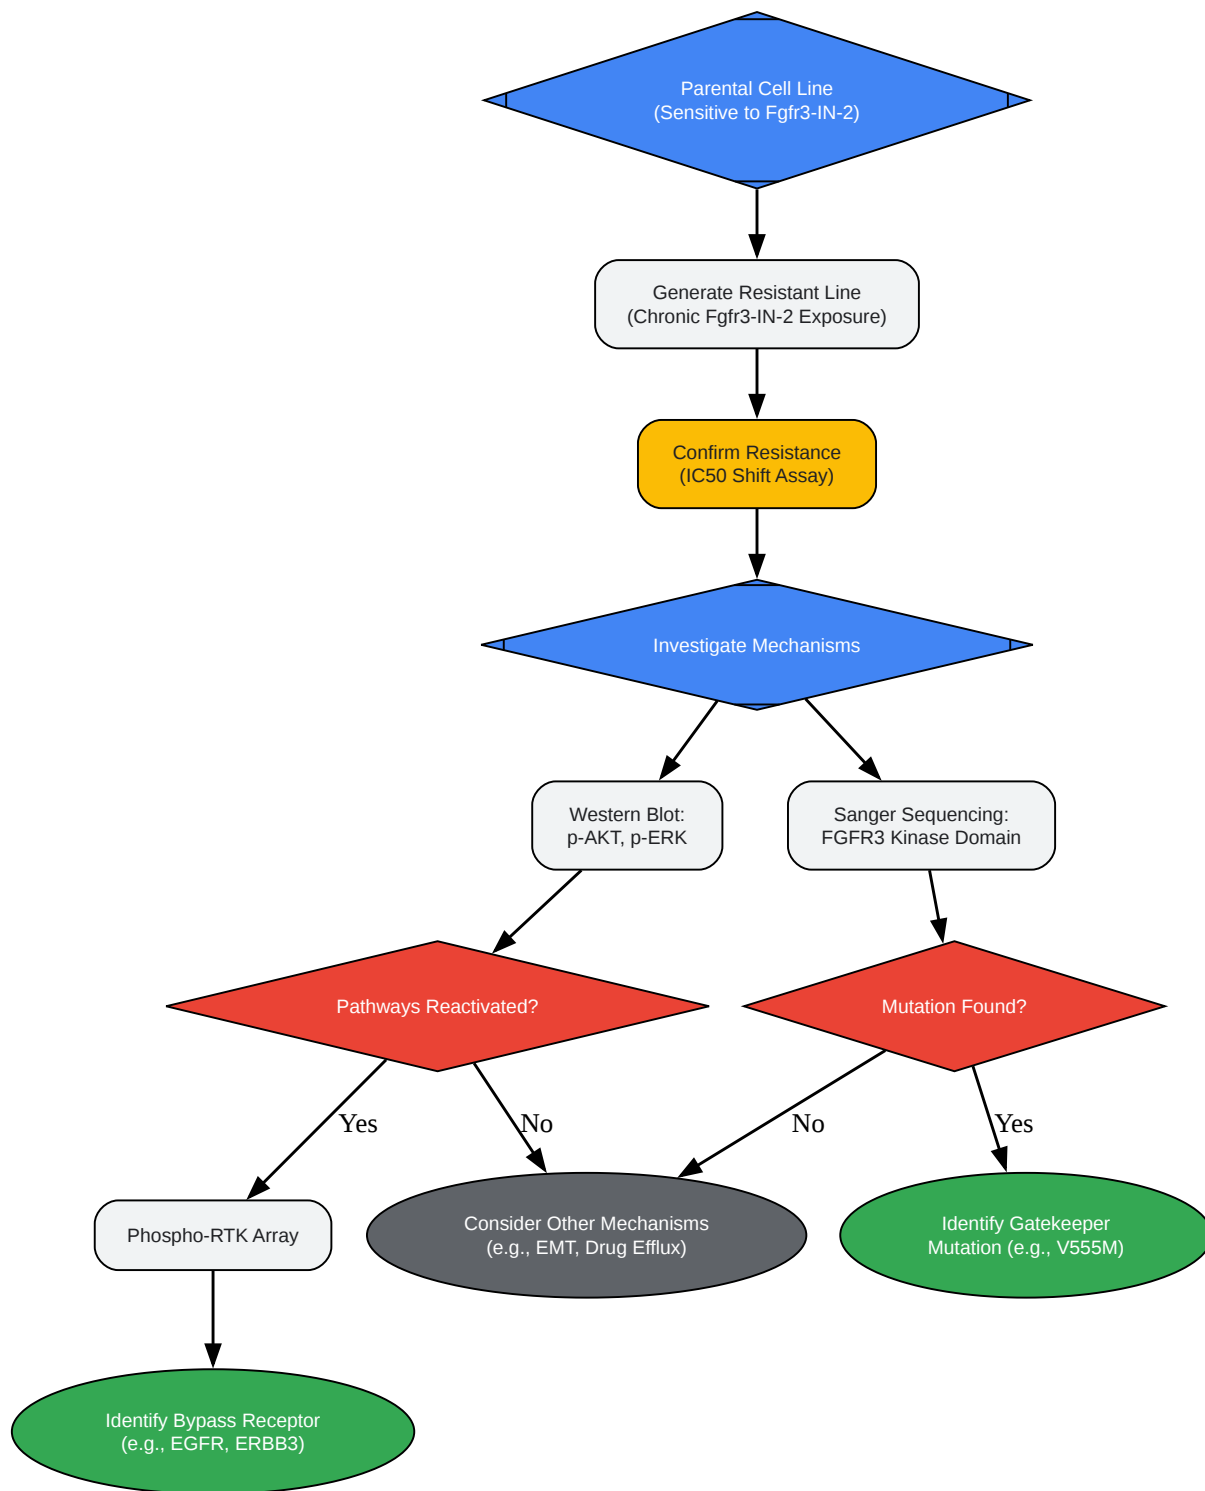 Parental Cell Line
(Sensitive to Fgfr3-IN-2)
Generate Resistant Line
(Chronic Fgfr3-IN-2 Exposure)
Confirm Resistance
(IC50 Shift Assay)
Investigate Mechanisms
Western Blot:
p-AKT, p-ERK
Sanger Sequencing:
FGFR3 Kinase Domain
Pathways Reactivated?
Mutation Found?
Yes
No
No
Yes
Phospho-RTK Array
Consider Other Mechanisms
(e.g., EMT, Drug Efflux)
Identify Gatekeeper
Mutation (e.g., V555M)
Identify Bypass Receptor
(e.g., EGFR, ERBB3)